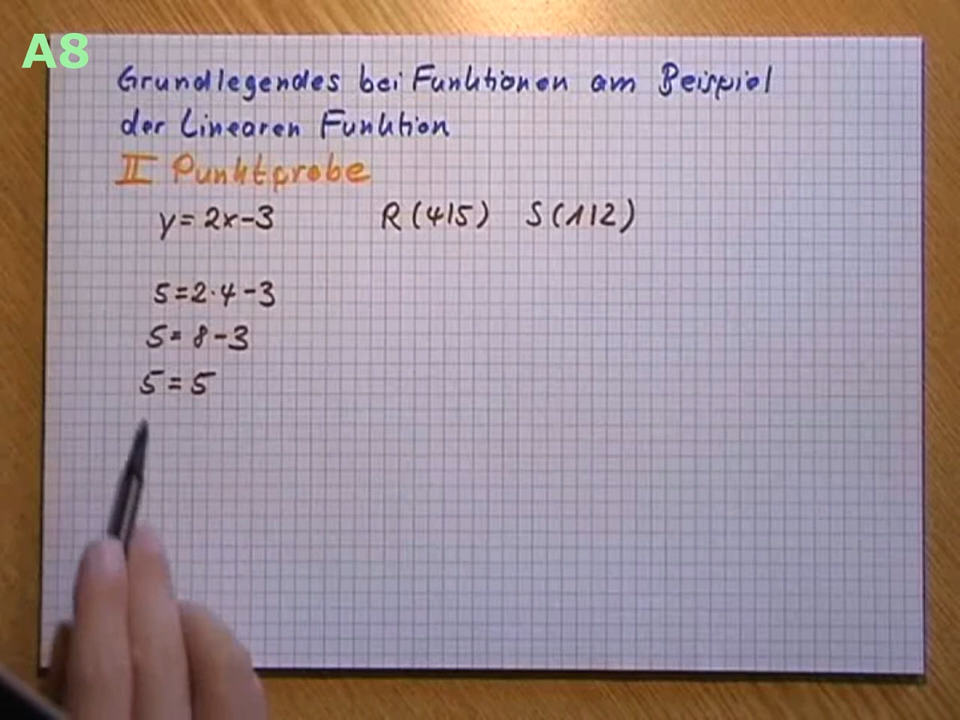 A8
Grundlegendes bei Funktionen am Beispiel
der Linearen Funktion
II Punktprobe
y = 2x-3 R (4|5) S (1|2)
5 = 2·4 - 3
5 = 8 - 3
5 = 5